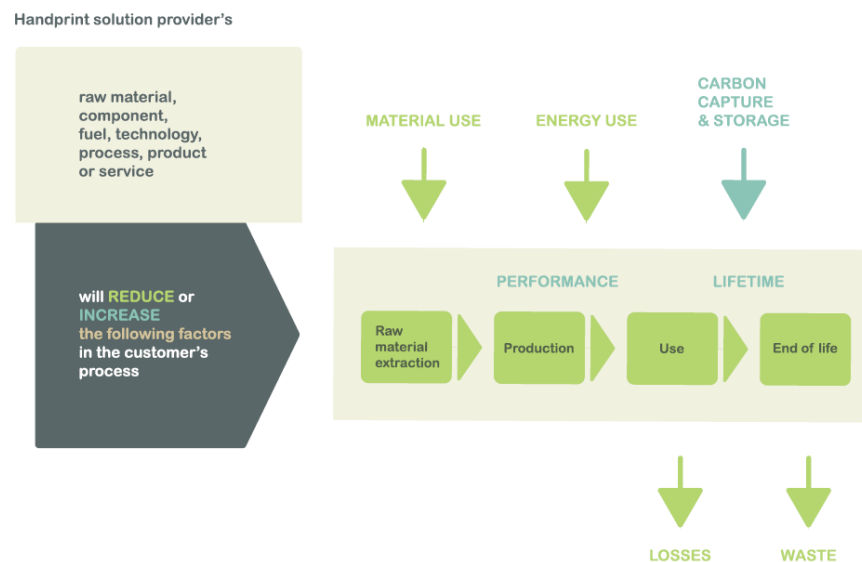 Handprint solution provider's
raw material,
component,
fuel, technology,
process, product
or service
will REDUCE or
INCREASE
the following factors
in the customer's
process
MATERIAL USE
ENERGY USE
CARBON
CAPTURE
& STORAGE
PERFORMANCE
LIFETIME
Raw
material
extraction
Production
Use
End of life
LOSSES
WASTE